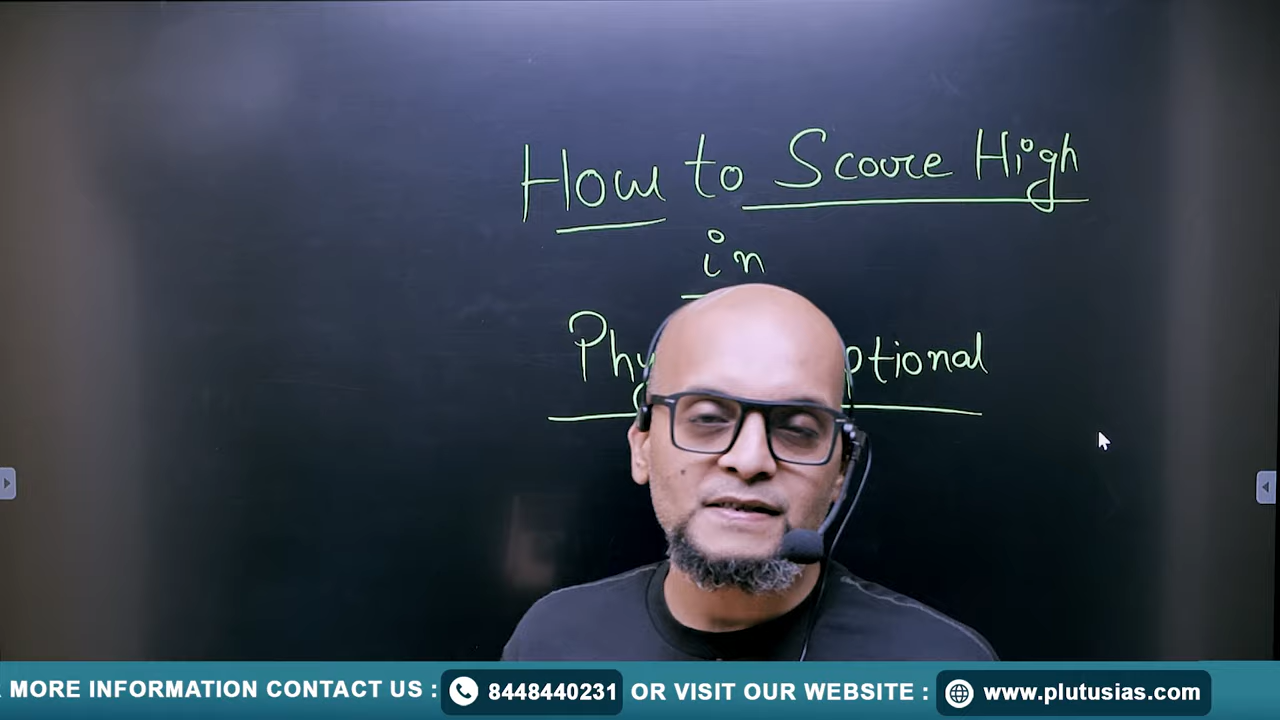 How to Score High
in
Phy ptional
MORE INFORMATION CONTACT US : 8448440231 OR VISIT OUR WEBSITE : www.plutusias.com